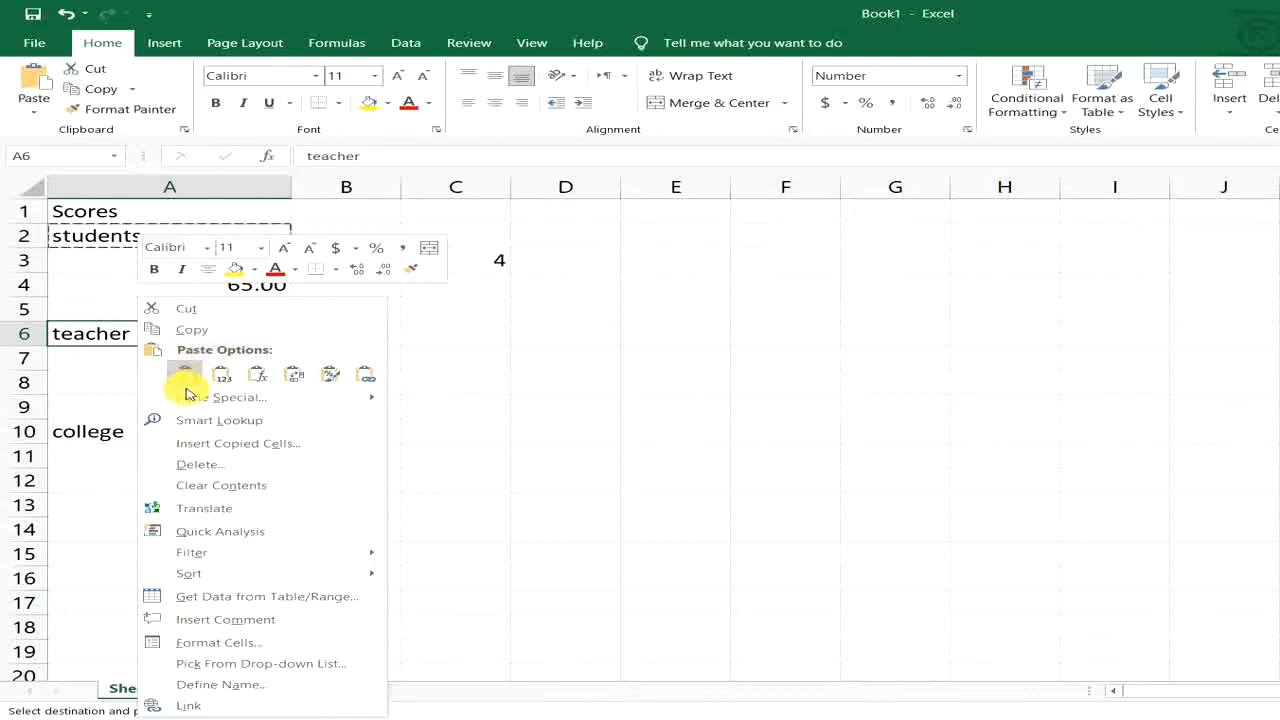 Book1 - Excel
File Home Insert Page Layout Formulas Data Review View Help Tell me what you want to do
Paste Cut Copy Format Painter
Calibri 11
B I U A
Wrap Text
Merge & Center
Number
$ % ,
Conditional Formatting Format as Table Cell Styles Insert
Clipboard Font Alignment Number Styles
A6 fx teacher
A B C D E F G H I J
1 Scores
2 students
3 4
4 65.00
5
6 teacher
7
8
9
10 college
11
12
13
14
15
16
17
18
19
20
Calibri 11 $ % ,
B I A
Cut
Copy
Paste Options:
123 fx %
Special...
Smart Lookup
Insert Copied Cells...
Delete...
Clear Contents
Translate
Quick Analysis
Filter
Sort
Get Data from Table/Range...
Insert Comment
Format Cells...
Pick From Drop-down List...
Define Name...
Link
Select destination and